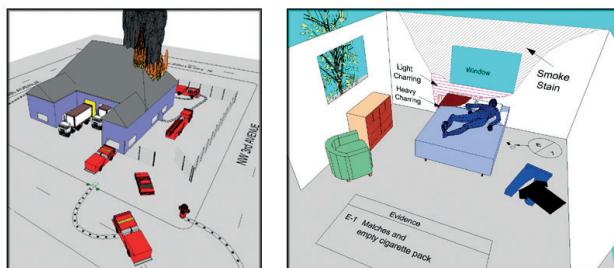 NW 3RD AVENUE
Window
Smoke
Stain
Light
Charring
Heavy
Charring
Evidence
E-1 Matches and
empty cigarette pack